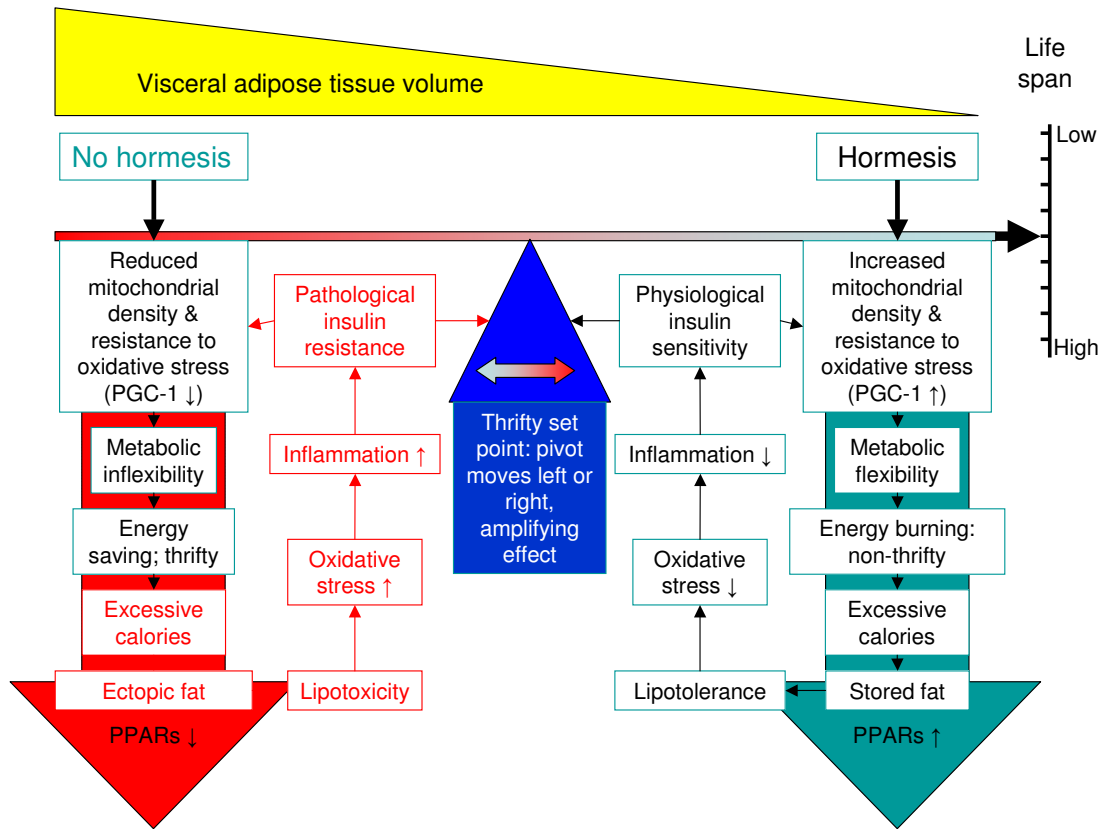 Visceral adipose tissue volume
Life
span
Low
High
No hormesis
Hormesis
Reduced
mitochondrial
density &
resistance to
oxidative stress
(PGC-1 ↓)
Metabolic
inflexibility
Energy
saving; thrifty
Excessive
calories
Ectopic fat
PPARs ↓
Pathological
insulin
resistance
Inflammation ↑
Oxidative
stress ↑
Lipotoxicity
Thrifty set
point: pivot
moves left or
right,
amplifying
effect
Physiological
insulin
sensitivity
Inflammation ↓
Oxidative
stress ↓
Lipotolerance
Increased
mitochondrial
density &
resistance to
oxidative stress
(PGC-1 ↑)
Metabolic
flexibility
Energy burning:
non-thrifty
Excessive
calories
Stored fat
PPARs ↑